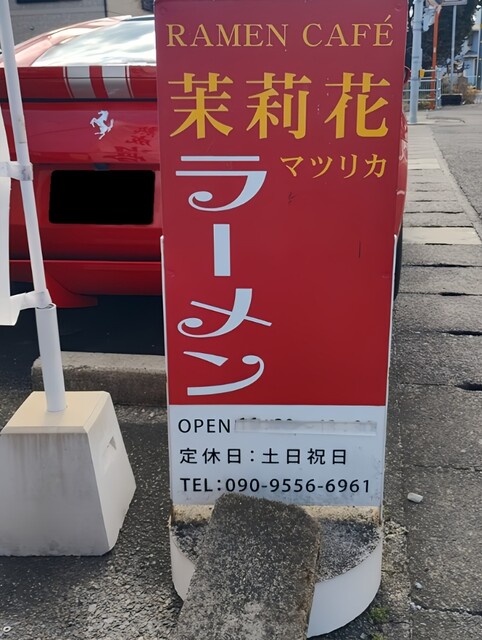 RAMEN CAFÉ
茉莉花
マツリカ
ラーメン
OPEN
定休日：土日祝日
TEL：090-9556-6961